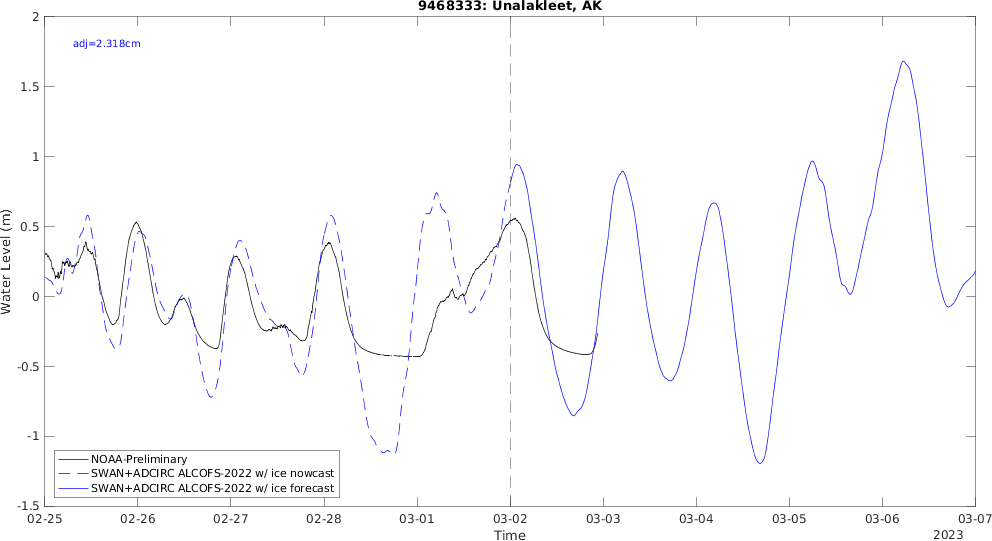 9468333: Unalakleet, AK
adj=2.318cm
Water Level (m)
2
1.5
1
0.5
0
-0.5
-1
-1.5
NOAA-Preliminary
SWAN+ADCIRC ALCOFS-2022 w/ ice nowcast
SWAN+ADCIRC ALCOFS-2022 w/ ice forecast
02-25 02-26 02-27 02-28 03-01 03-02 03-03 03-04 03-05 03-06 03-07
Time
2023